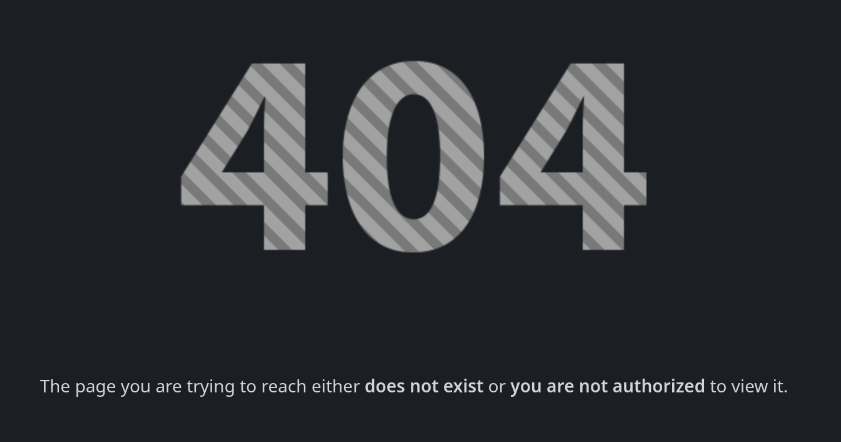 404
The page you are trying to reach either does not exist or you are not authorized to view it.